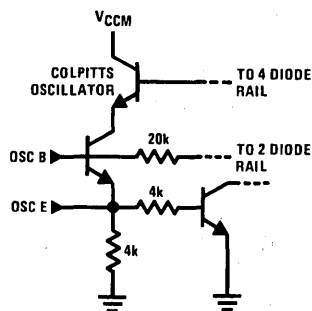 VCCM
COLPITTS
OSCILLATOR
TO 4 DIODE
RAIL
20k
OSC B
TO 2 DIODE
RAIL
4k
OSC E
4k